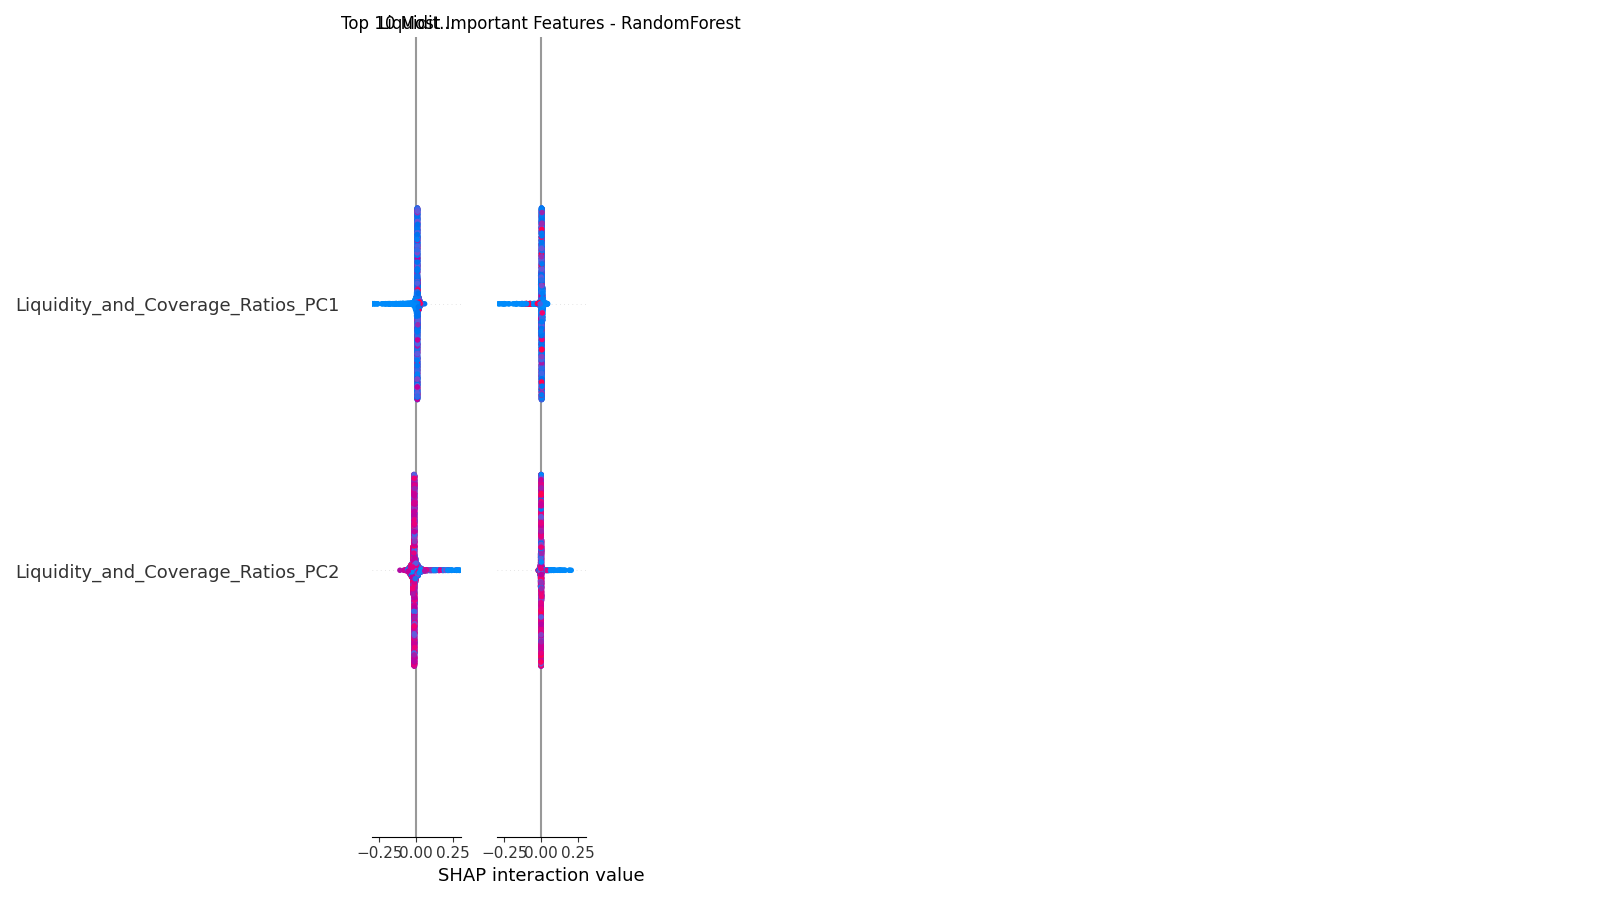 Top 10 Most Important Features - RandomForest
Liquidit...
Liquidity_and_Coverage_Ratios_PC1
Liquidity_and_Coverage_Ratios_PC2
−0.25 0.00 0.25 −0.25 0.00 0.25
SHAP interaction value